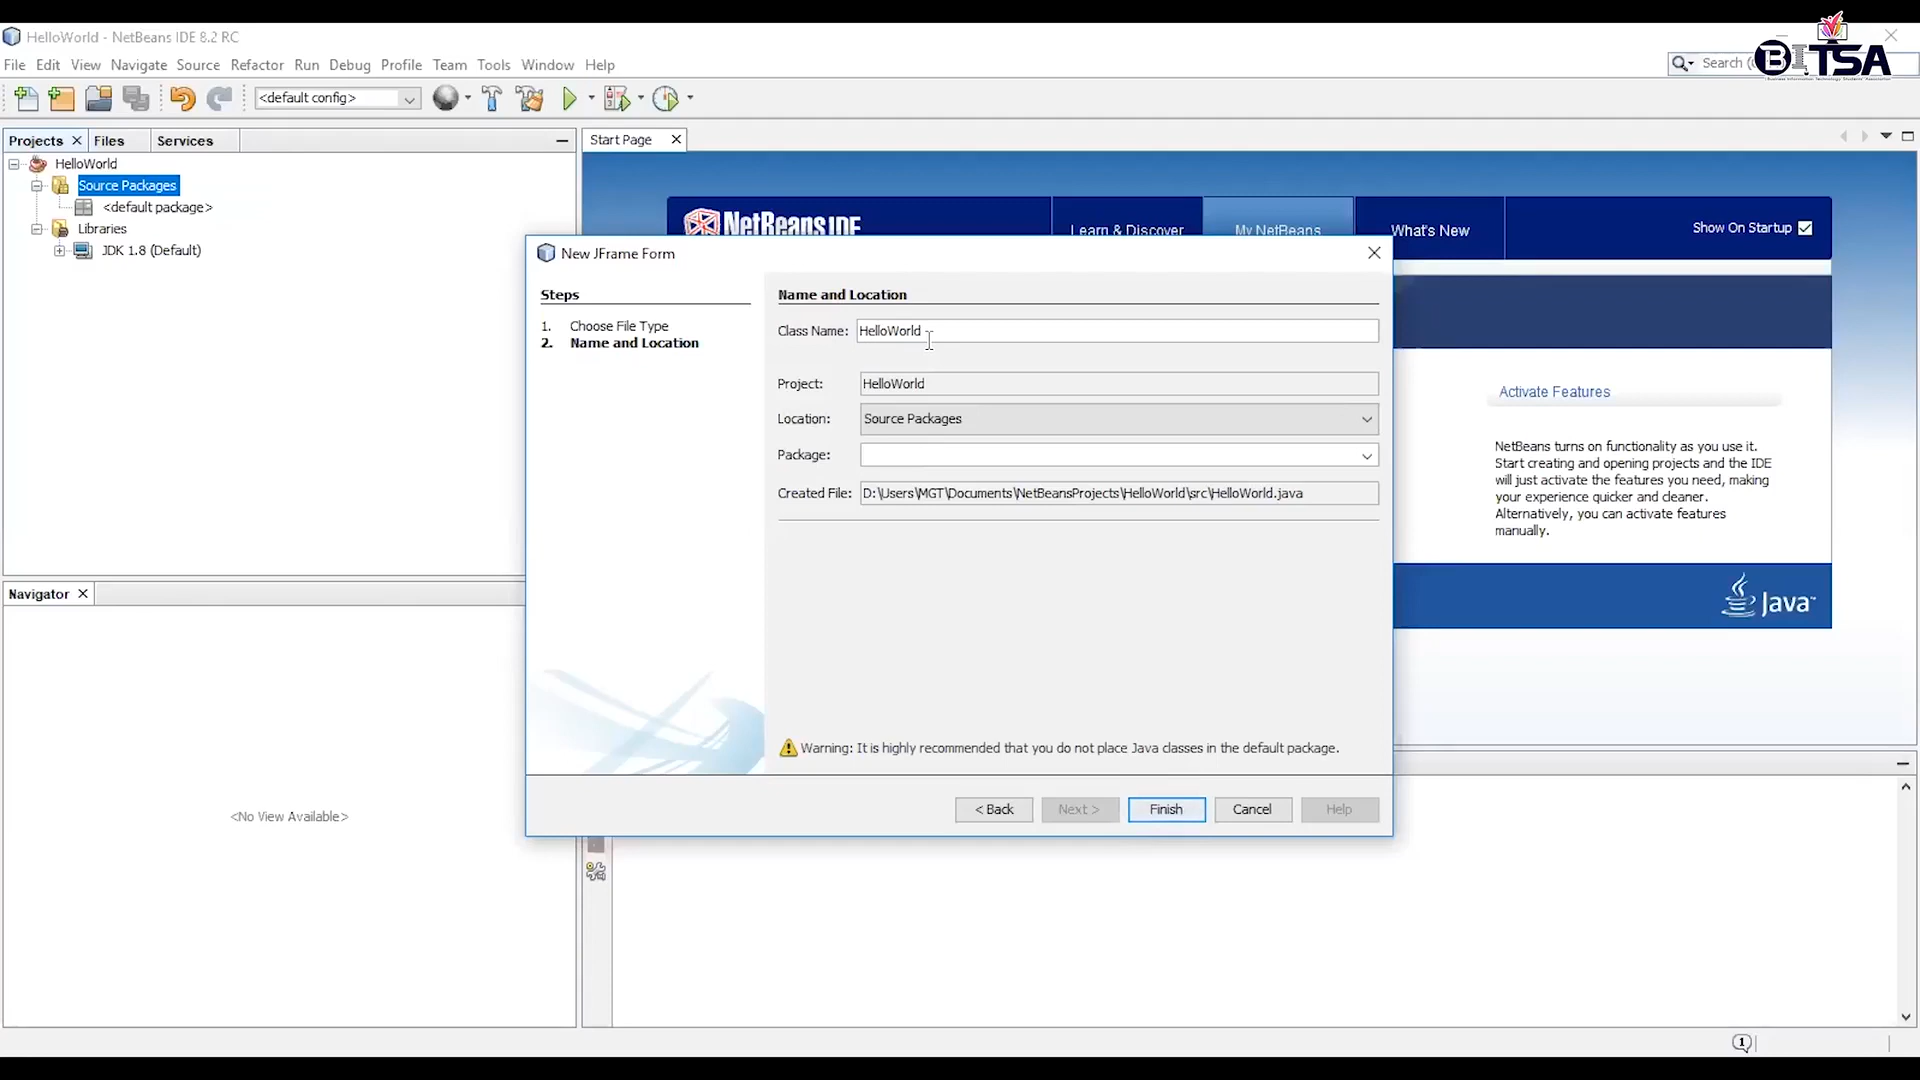 HelloWorld - NetBeans IDE 8.2 RC
File Edit View Navigate Source Refactor Run Debug Profile Team Tools Window Help
Search
BITSA
<default config>
Projects Files Services
Start Page
HelloWorld
Source Packages
<default package>
Libraries
JDK 1.8 (Default)
NetBeans IDE
Learn & Discover
My NetBeans
What's New
Show On Startup
New JFrame Form
Steps
1. Choose File Type
2. Name and Location
Name and Location
Class Name: HelloWorld
Project: HelloWorld
Location: Source Packages
Package:
Created File: D:\Users\MGT\Documents\NetBeansProjects\HelloWorld\src\HelloWorld.java
Warning: It is highly recommended that you do not place Java classes in the default package.
< Back Next > Finish Cancel Help
Activate Features
NetBeans turns on functionality as you use it.
Start creating and opening projects and the IDE
will just activate the features you need, making
your experience quicker and cleaner.
Alternatively, you can activate features
manually.
Java
Navigator
<No View Available>
1